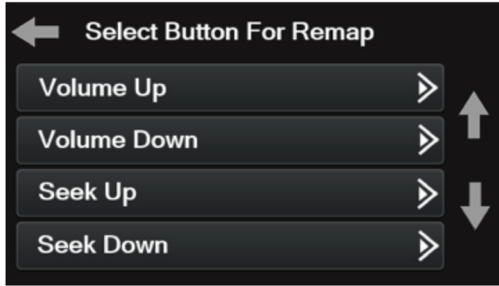 Select Button For Remap
Volume Up
Volume Down
Seek Up
Seek Down